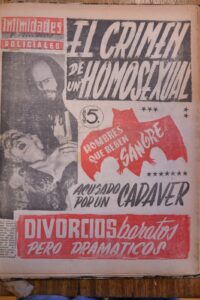 Intimidades
POLICIALES
EL CRIMEN
DE
UN HOMOSEXUAL
5
HOMBRES
QUE BEBEN SANGRE
ACUSADO
POR UN CADAVER
DIVORCIOS baratos
PERO DRAMATICOS